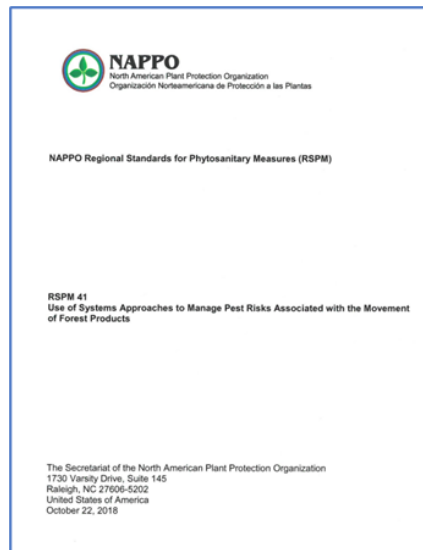 NAPPO
North American Plant Protection Organization
Organización Norteamericana de Protección a las Plantas
NAPPO Regional Standards for Phytosanitary Measures (RSPM)
RSPM 41
Use of Systems Approaches to Manage Pest Risks Associated with the Movement
of Forest Products
The Secretariat of the North American Plant Protection Organization
1730 Varsity Drive, Suite 145
Raleigh, NC 27606-5202
United States of America
October 22, 2018